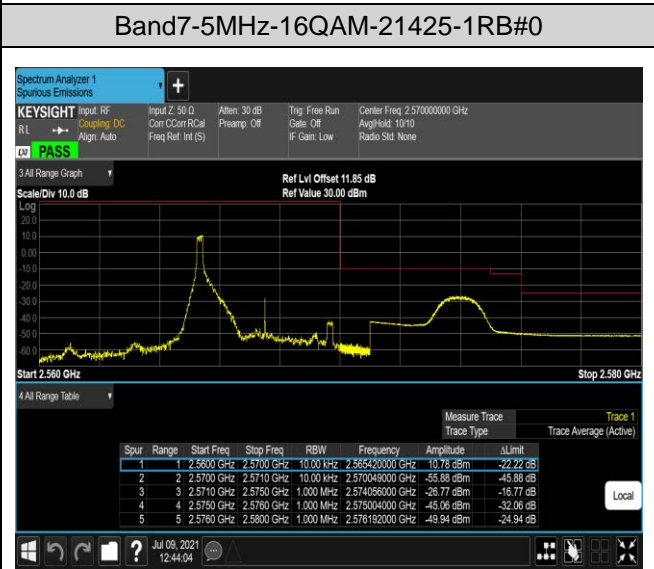 Band7-5MHz-16QAM-21425-1RB#0
Spectrum Analyzer 1
Spurious Emissions
+
KEYSIGHT Input: RF Input Z: 50 Ω Atten: 30 dB Trig: Free Run Center Freq: 2.570000000 GHz
RL Coupling: DC Corr CCorr RCal Preamp: Off Gate: Off Avg|Hold: 10/10
Align: Auto Freq Ref: Int (S) IF Gain: Low Radio Std: None
LXI PASS
3 All Range Graph
Ref Lvl Offset 11.85 dB
Scale/Div 10.0 dB Ref Value 30.00 dBm
Log
20.0
10.0
0.00
-10.0
-20.0
-30.0
-40.0
-50.0
-60.0
Start 2.560 GHz Stop 2.580 GHz
4 All Range Table
Measure Trace Trace 1
Trace Type Trace Average (Active)
Spur Range Start Freq Stop Freq RBW Frequency Amplitude ΔLimit
1 1 2.5600 GHz 2.5700 GHz 10.00 kHz 2.565420000 GHz 10.78 dBm -22.22 dB
2 2 2.5700 GHz 2.5710 GHz 10.00 kHz 2.570049000 GHz -55.88 dBm -45.88 dB
3 3 2.5710 GHz 2.5750 GHz 1.000 MHz 2.574056000 GHz -26.77 dBm -16.77 dB
4 4 2.5750 GHz 2.5760 GHz 1.000 MHz 2.575004000 GHz -45.06 dBm -32.06 dB
5 5 2.5760 GHz 2.5800 GHz 1.000 MHz 2.576192000 GHz -49.94 dBm -24.94 dB
Local
? Jul 09, 2021
12:44:04